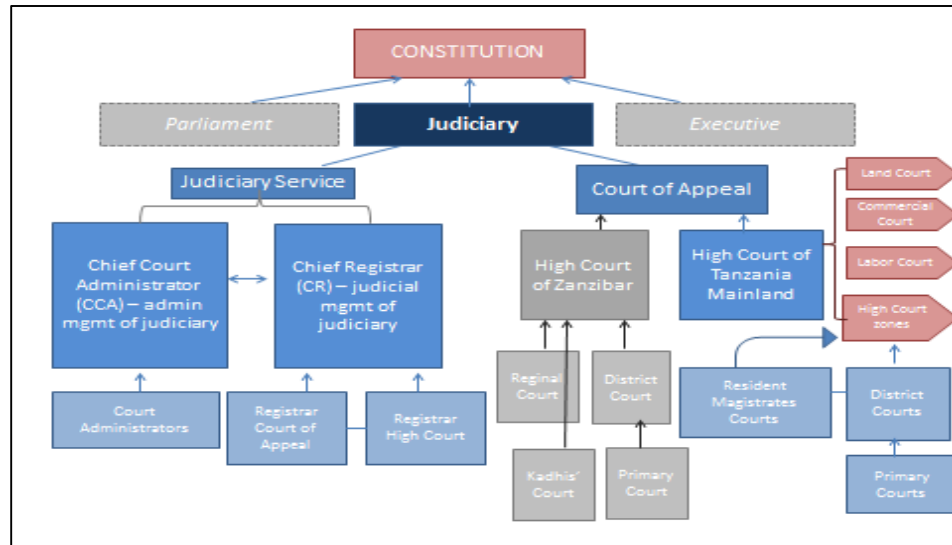 CONSTITUTION
Parliament
Judiciary
Executive
Judiciary Service
Court of Appeal
Land Court
Commercial
Court
Labor Court
High Court
zones
Chief Court
Administrator
(CCA) – admin
mgmt of judiciary
Chief Registrar
(CR) – judicial
mgmt of
judiciary
High Court
of Zanzibar
High Court of
Tanzania
Mainland
Reginal
Court
District
Court
Resident
Magistrates
Courts
District
Courts
Court
Administrators
Registrar
Court of
Appeal
Registrar
High Court
Kadhis'
Court
Primary
Court
Primary
Courts